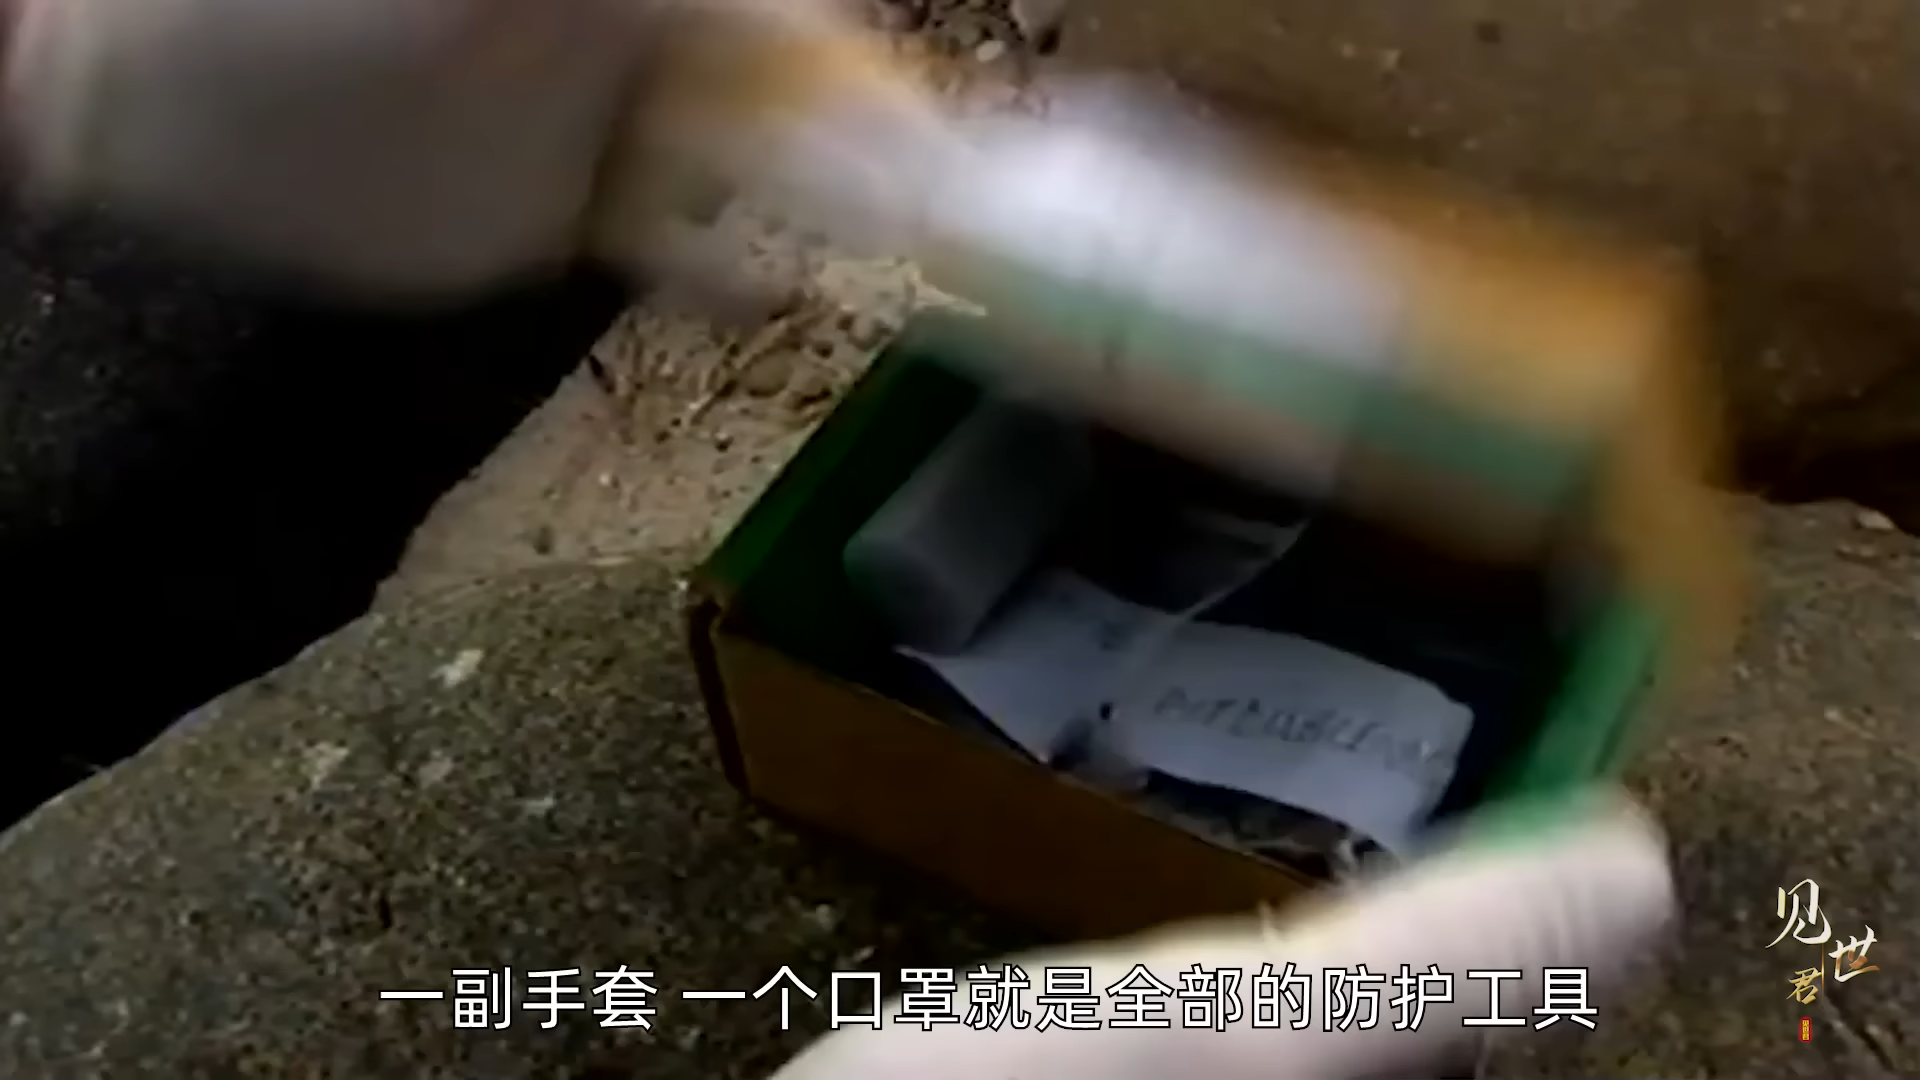 一副手套 一个口罩就是全部的防护工具
见世君